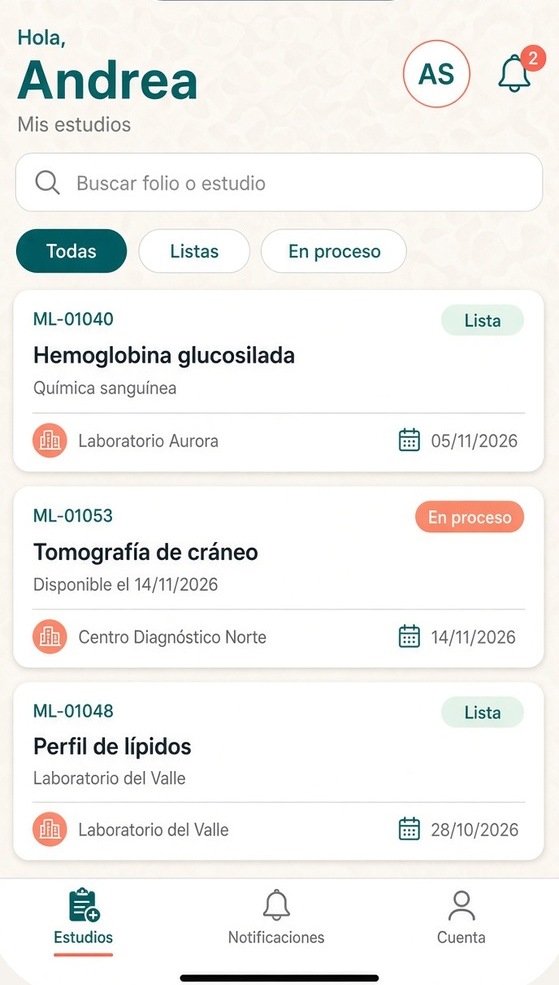 Hola,
Andrea
AS
2
Mis estudios
Buscar folio o estudio
Todas
Listas
En proceso
ML-01040
Lista
Hemoglobina glucosilada
Química sanguínea
Laboratorio Aurora
05/11/2026
ML-01053
En proceso
Tomografía de cráneo
Disponible el 14/11/2026
Centro Diagnóstico Norte
14/11/2026
ML-01048
Lista
Perfil de lípidos
Laboratorio del Valle
Laboratorio del Valle
28/10/2026
Estudios
Notificaciones
Cuenta